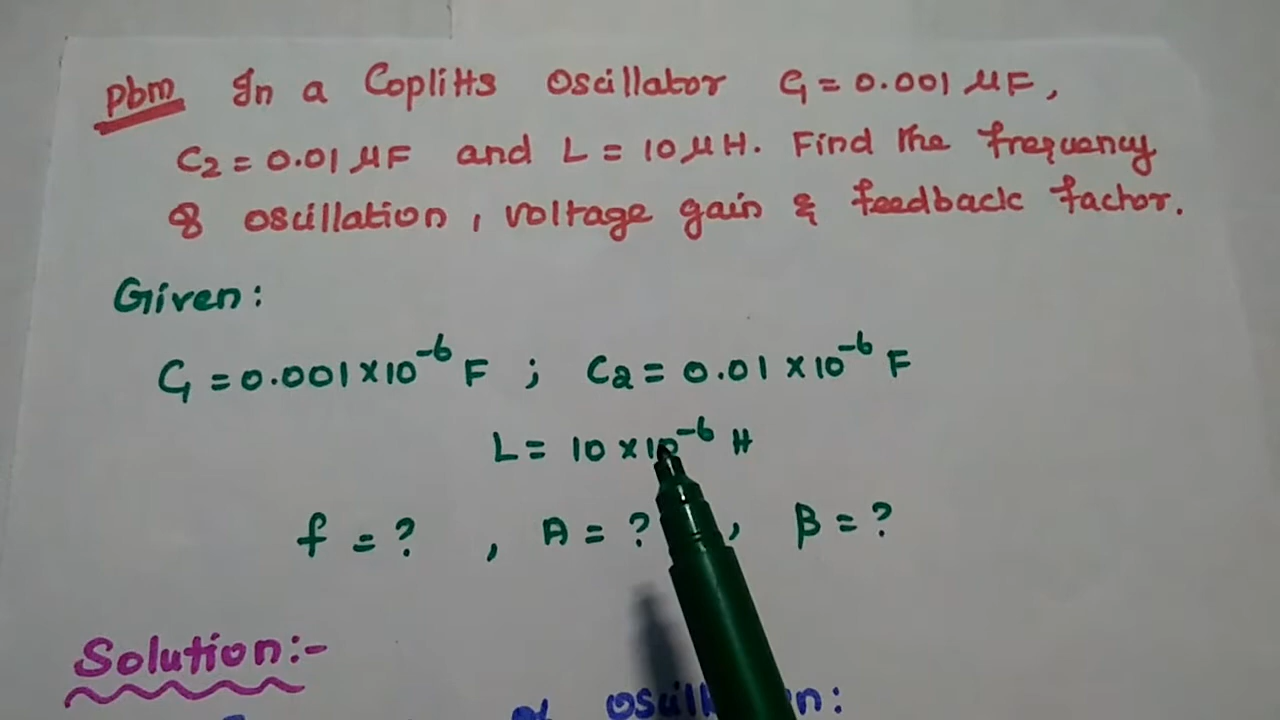 Pbm In a Coplitts Oscillator C1 = 0.001 μF,
C2 = 0.01 μF and L = 10 μH. Find the frequency
of oscillation, voltage gain & feedback factor.
Given:
C1 = 0.001 × 10⁻⁶ F ; C2 = 0.01 × 10⁻⁶ F
L = 10 × 10⁻⁶ H
f = ? , A = ? , β = ?
Solution:-
of